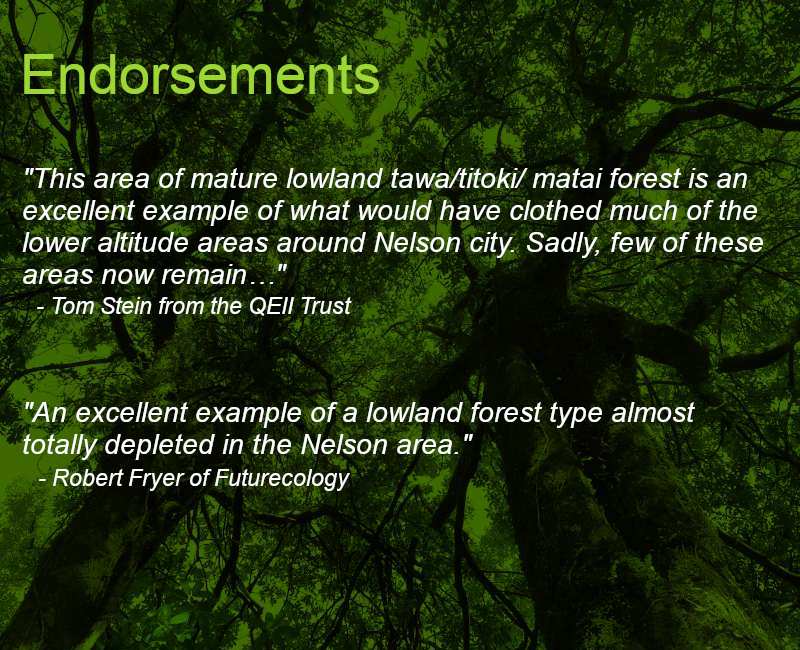 Endorsements
"This area of mature lowland tawa/titoki/ matai forest is an
excellent example of what would have clothed much of the
lower altitude areas around Nelson city. Sadly, few of these
areas now remain…"
- Tom Stein from the QEII Trust
"An excellent example of a lowland forest type almost
totally depleted in the Nelson area."
- Robert Fryer of Futurecology